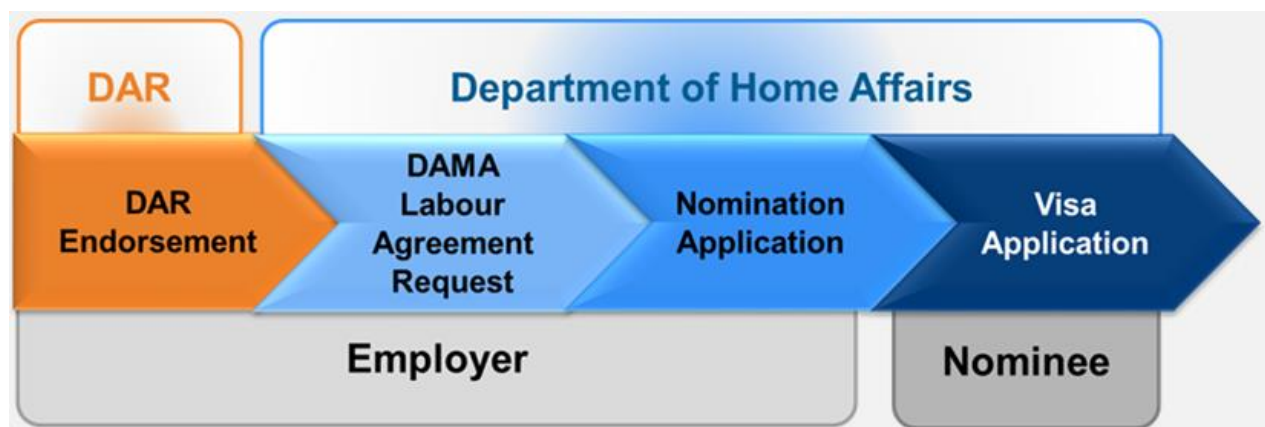 DAR
Department of Home Affairs
DAR
Endorsement
DAMA
Labour
Agreement
Request
Nomination
Application
Visa
Application
Employer
Nominee